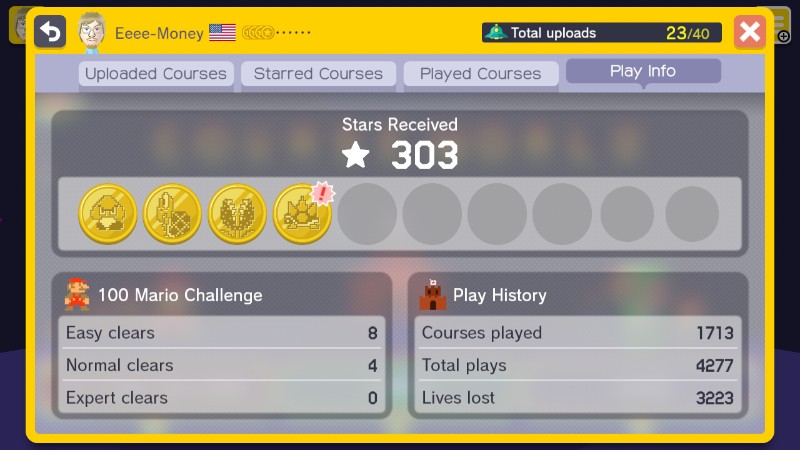 Eeee-Money
Total uploads 23/40
Uploaded Courses
Starred Courses
Played Courses
Play Info
Stars Received
303
!
100 Mario Challenge
Easy clears 8
Normal clears 4
Expert clears 0
Play History
Courses played 1713
Total plays 4277
Lives lost 3223